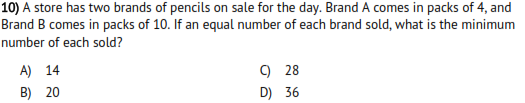 10) A store has two brands of pencils on sale for the day. Brand A comes in packs of 4, and
Brand B comes in packs of 10. If an equal number of each brand sold, what is the minimum
number of each sold?
A) 14 C) 28
B) 20 D) 36